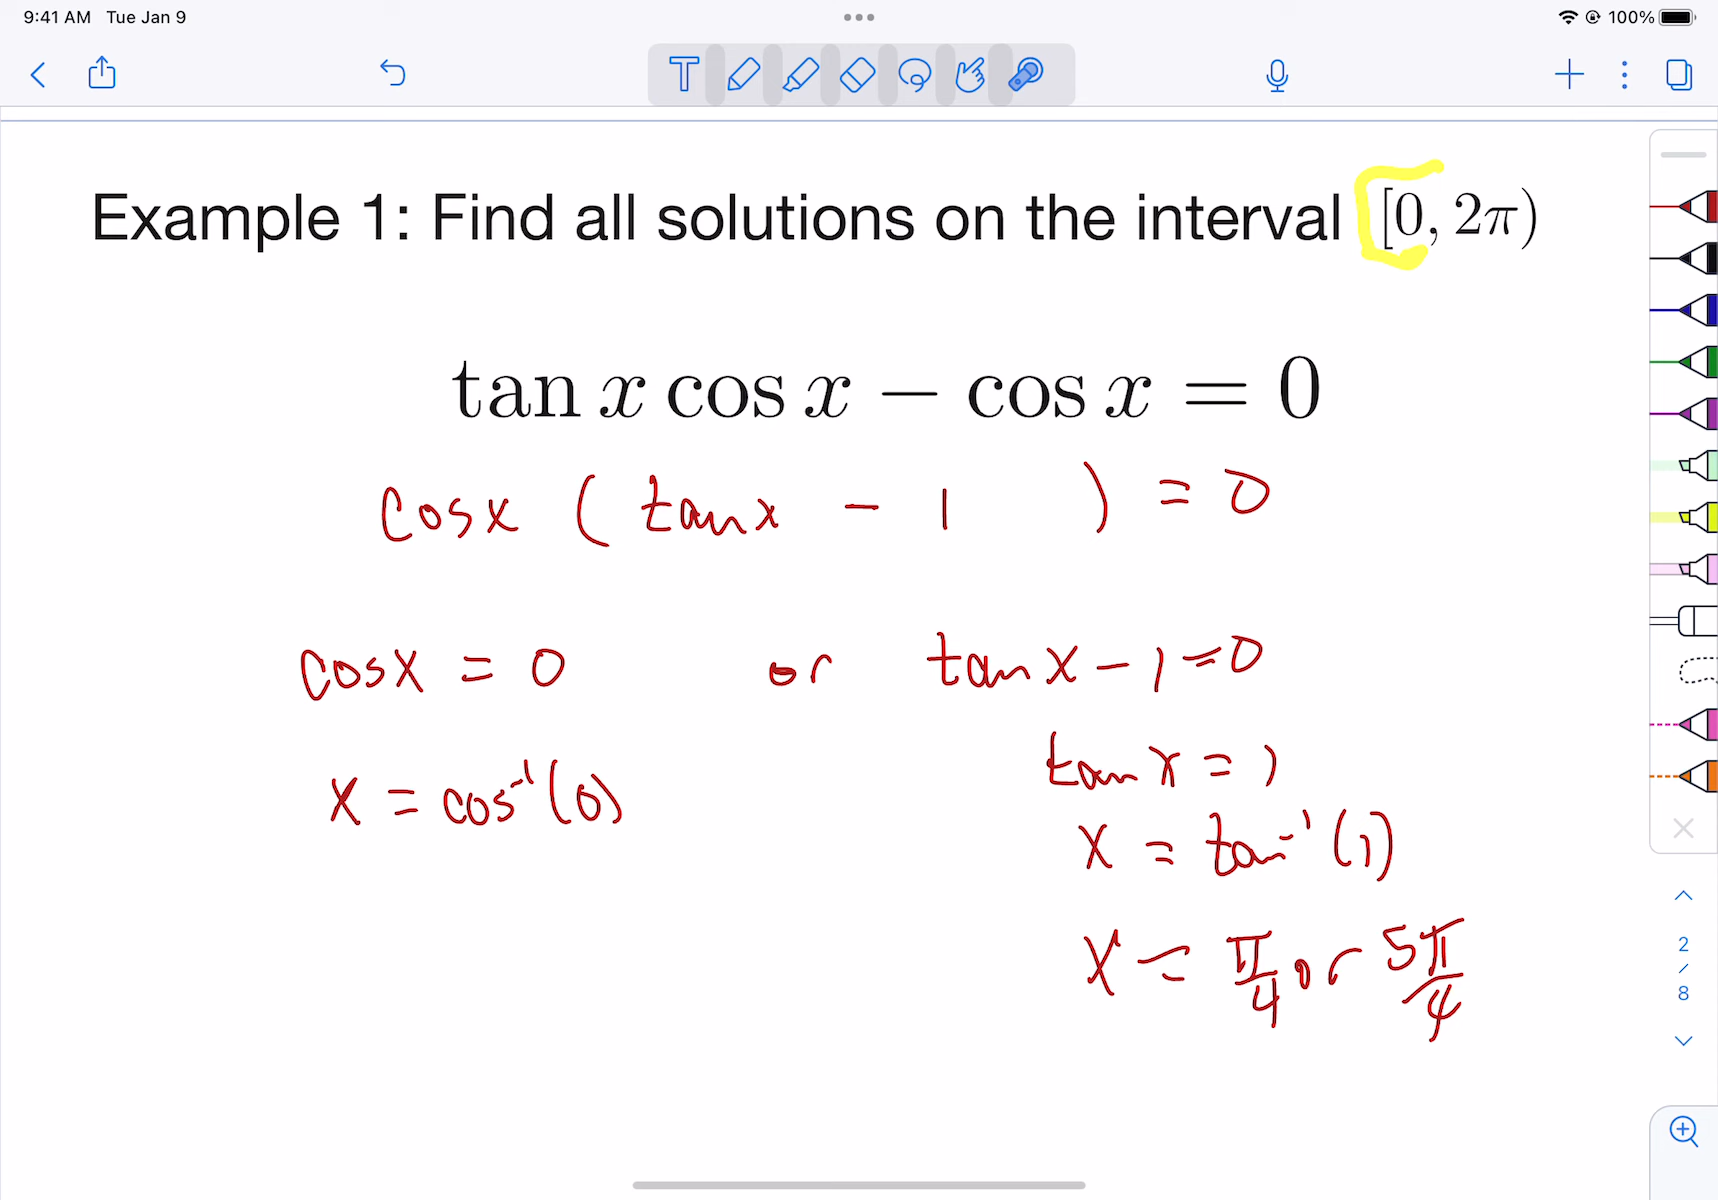 9:41 AM Tue Jan 9
100%
Example 1: Find all solutions on the interval [0, 2π)
tan x cos x − cos x = 0
cosx ( tanx - 1 ) = 0
cosx = 0 or tanx - 1 = 0
tan x = 1
x = cos⁻¹(0)
x = tan⁻¹(1)
x = π/4 or 5π/4
2/8